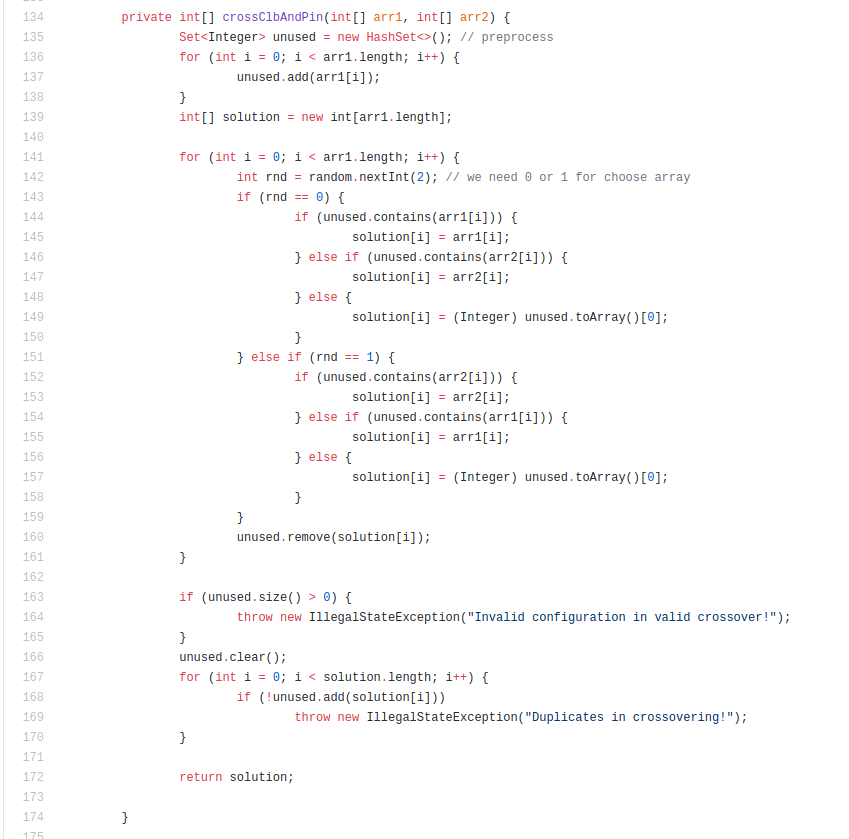 134 private int[] crossClbAndPin(int[] arr1, int[] arr2) {
135 Set<Integer> unused = new HashSet<>(); // preprocess
136 for (int i = 0; i < arr1.length; i++) {
137 unused.add(arr1[i]);
138 }
139 int[] solution = new int[arr1.length];
140
141 for (int i = 0; i < arr1.length; i++) {
142 int rnd = random.nextInt(2); // we need 0 or 1 for choose array
143 if (rnd == 0) {
144 if (unused.contains(arr1[i])) {
145 solution[i] = arr1[i];
146 } else if (unused.contains(arr2[i])) {
147 solution[i] = arr2[i];
148 } else {
149 solution[i] = (Integer) unused.toArray()[0];
150 }
151 } else if (rnd == 1) {
152 if (unused.contains(arr2[i])) {
153 solution[i] = arr2[i];
154 } else if (unused.contains(arr1[i])) {
155 solution[i] = arr1[i];
156 } else {
157 solution[i] = (Integer) unused.toArray()[0];
158 }
159 }
160 unused.remove(solution[i]);
161 }
162
163 if (unused.size() > 0) {
164 throw new IllegalStateException("Invalid configuration in valid crossover!");
165 }
166 unused.clear();
167 for (int i = 0; i < solution.length; i++) {
168 if (!unused.add(solution[i]))
169 throw new IllegalStateException("Duplicates in crossovering!");
170 }
171
172 return solution;
173
174 }
175